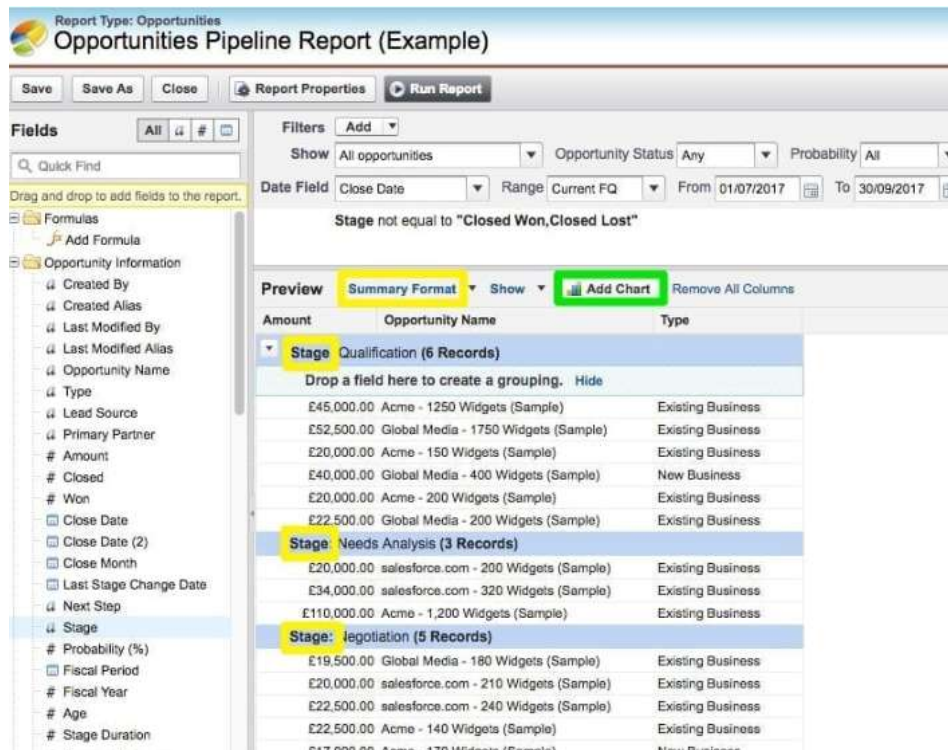 Report Type: Opportunities
Opportunities Pipeline Report (Example)
Save Save As Close Report Properties Run Report
Fields All a # 
Quick Find
Drag and drop to add fields to the report.
Formulas
Add Formula
Opportunity Information
a Created By
a Created Alias
a Last Modified By
a Last Modified Alias
a Opportunity Name
a Type
a Lead Source
a Primary Partner
# Amount
# Closed
# Won
Close Date
Close Date (2)
Close Month
Last Stage Change Date
a Next Step
a Stage
# Probability (%)
Fiscal Period
# Fiscal Year
# Age
# Stage Duration
Filters Add
Show All opportunities Opportunity Status Any Probability All
Date Field Close Date Range Current FQ From 01/07/2017 To 30/09/2017
Stage not equal to "Closed Won,Closed Lost"
Preview Summary Format Show Add Chart Remove All Columns
Amount Opportunity Name Type
Stage Qualification (6 Records)
Drop a field here to create a grouping. Hide
£45,000.00 Acme - 1250 Widgets (Sample) Existing Business
£52,500.00 Global Media - 1750 Widgets (Sample) Existing Business
£20,000.00 Acme - 150 Widgets (Sample) Existing Business
£40,000.00 Global Media - 400 Widgets (Sample) New Business
£20,000.00 Acme - 200 Widgets (Sample) Existing Business
£22,500.00 Global Media - 200 Widgets (Sample) Existing Business
Stage: Needs Analysis (3 Records)
£20,000.00 salesforce.com - 200 Widgets (Sample) Existing Business
£34,000.00 salesforce.com - 320 Widgets (Sample) Existing Business
£110,000.00 Acme - 1,200 Widgets (Sample) Existing Business
Stage: Negotiation (5 Records)
£19,500.00 Global Media - 180 Widgets (Sample) Existing Business
£20,000.00 salesforce.com - 210 Widgets (Sample) Existing Business
£22,500.00 salesforce.com - 240 Widgets (Sample) Existing Business
£22,500.00 Acme - 140 Widgets (Sample) Existing Business